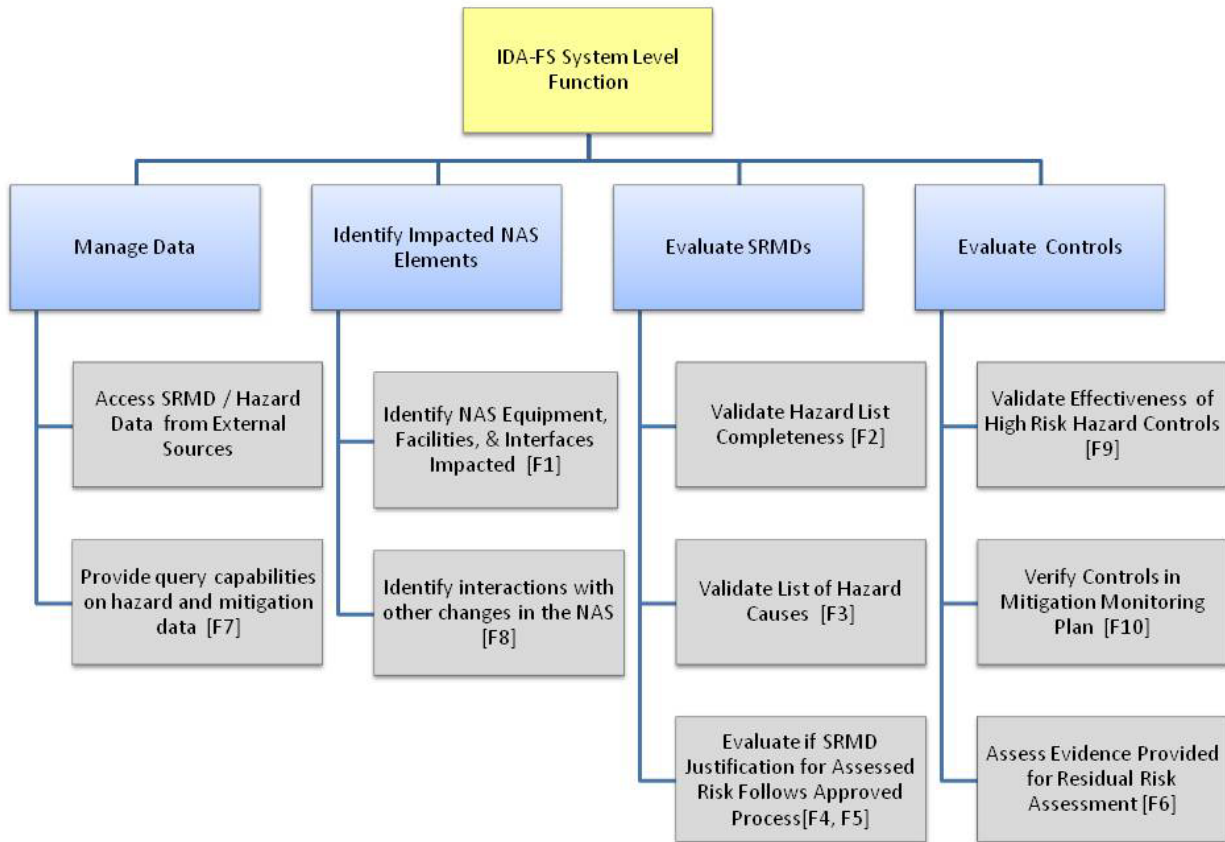 IDA-FS System Level
Function
Manage Data
Identify Impacted NAS
Elements
Evaluate SRMDs
Evaluate Controls
Access SRMD / Hazard
Data from External
Sources
Identify NAS Equipment,
Facilities, & Interfaces
Impacted [F1]
Validate Hazard List
Completeness [F2]
Validate Effectiveness of
High Risk Hazard Controls
[F9]
Provide query capabilities
on hazard and mitigation
data [F7]
Identify interactions with
other changes in the NAS
[F8]
Validate List of Hazard
Causes [F3]
Verify Controls in
Mitigation Monitoring
Plan [F10]
Evaluate if SRMD
Justification for Assessed
Risk Follows Approved
Process[F4, F5]
Assess Evidence Provided
for Residual Risk
Assessment [F6]